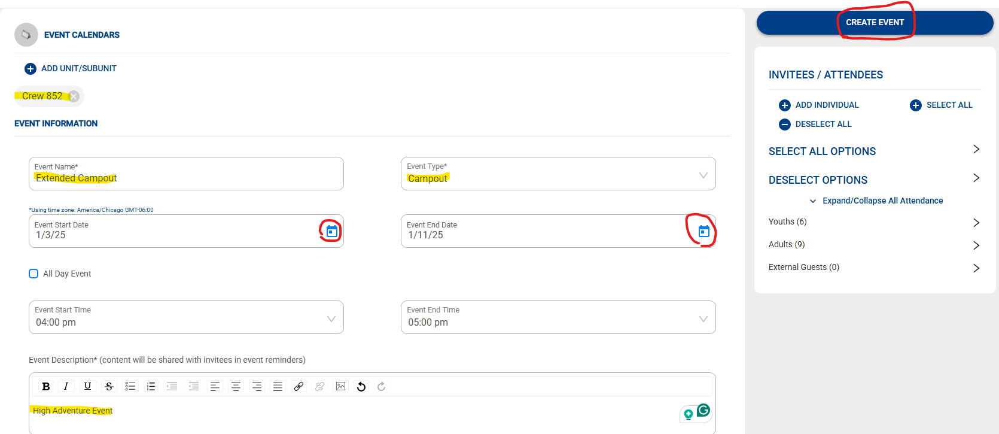 EVENT CALENDARS
ADD UNIT/SUBUNIT
Crew 852
EVENT INFORMATION
Event Name*
Extended Campout
Event Type*
Campout
*Using time zone: America/Chicago GMT-06:00
Event Start Date
1/3/25
Event End Date
1/11/25
All Day Event
Event Start Time
04:00 pm
Event End Time
05:00 pm
Event Description* (content will be shared with invitees in event reminders)
B I U S
High Adventure Event
G
CREATE EVENT
INVITEES / ATTENDEES
ADD INDIVIDUAL
SELECT ALL
DESELECT ALL
SELECT ALL OPTIONS
DESELECT OPTIONS
Expand/Collapse All Attendance
Youths (6)
Adults (9)
External Guests (0)